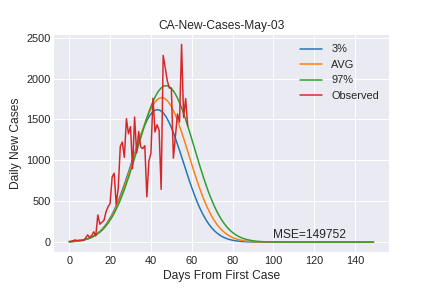 CA-New-Cases-May-03
2500
2000
1500
1000
500
0
Daily New Cases
3%
AVG
97%
Observed
MSE=149752
0 20 40 60 80 100 120 140
Days From First Case